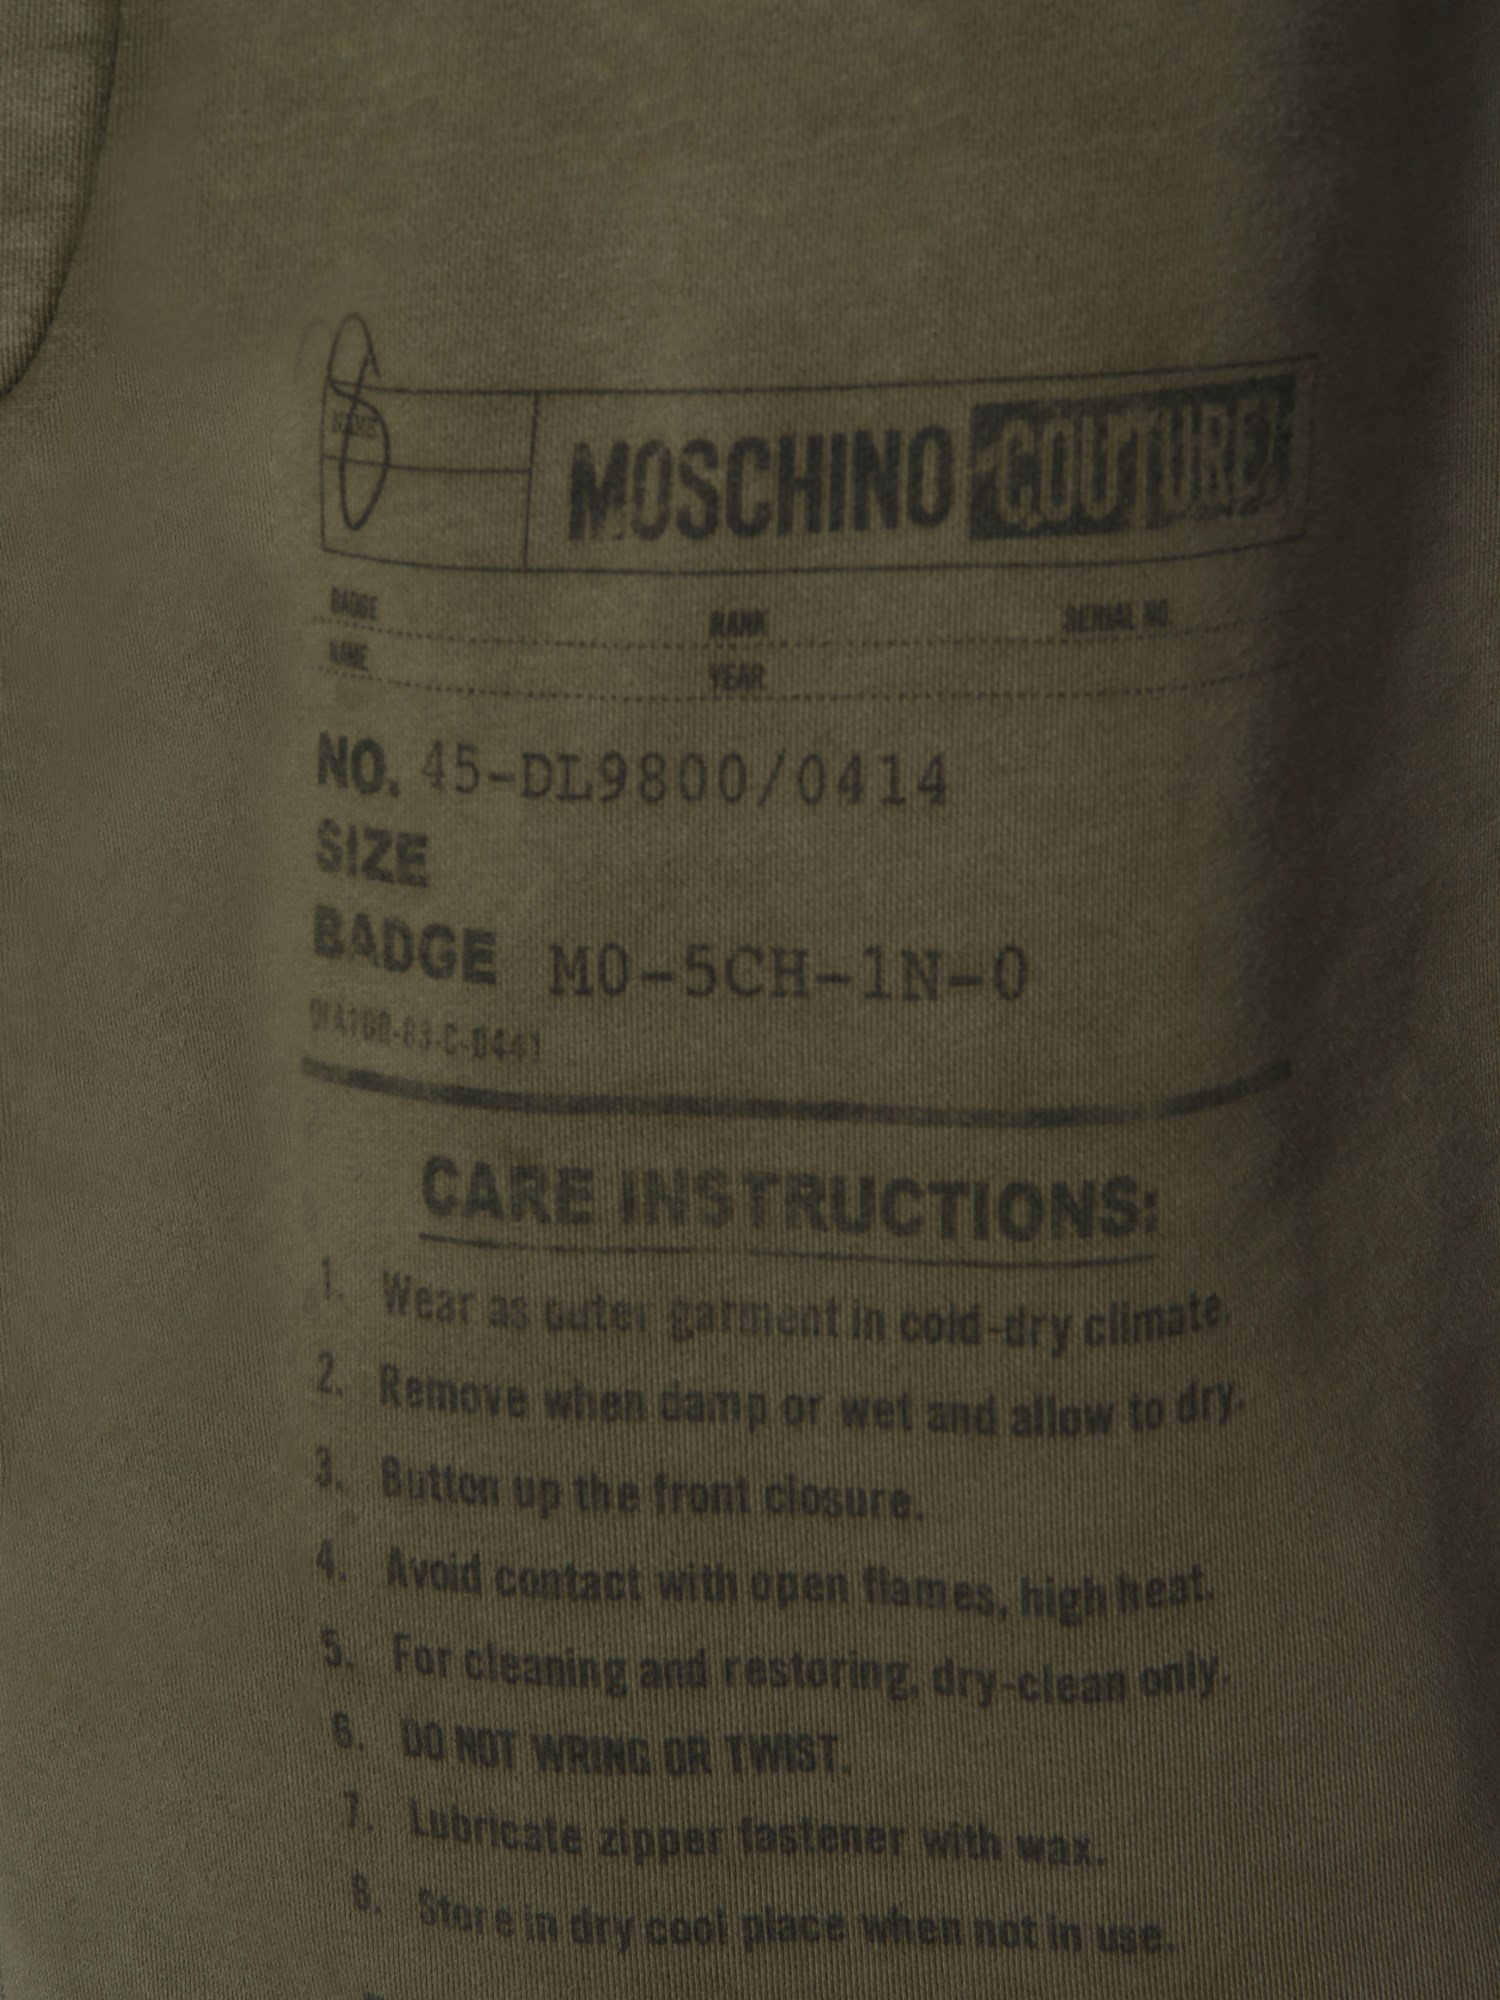 NAME
MOSCHINO COUTURE!
BADGE RANK SERIAL NO.
NAME YEAR
NO. 45-DL9800/0414
SIZE
BADGE M0-5CH-1N-0
CARE INSTRUCTIONS:
1. Wear as outer garment in cold-dry climate.
2. Remove when damp or wet and allow to dry.
3. Button up the front closure.
4. Avoid contact with open flames, high heat.
5. For cleaning and restoring, dry-clean only.
6. DO NOT WRING OR TWIST.
7. Lubricate zipper fastener with wax.
8. Store in dry cool place when not in use.